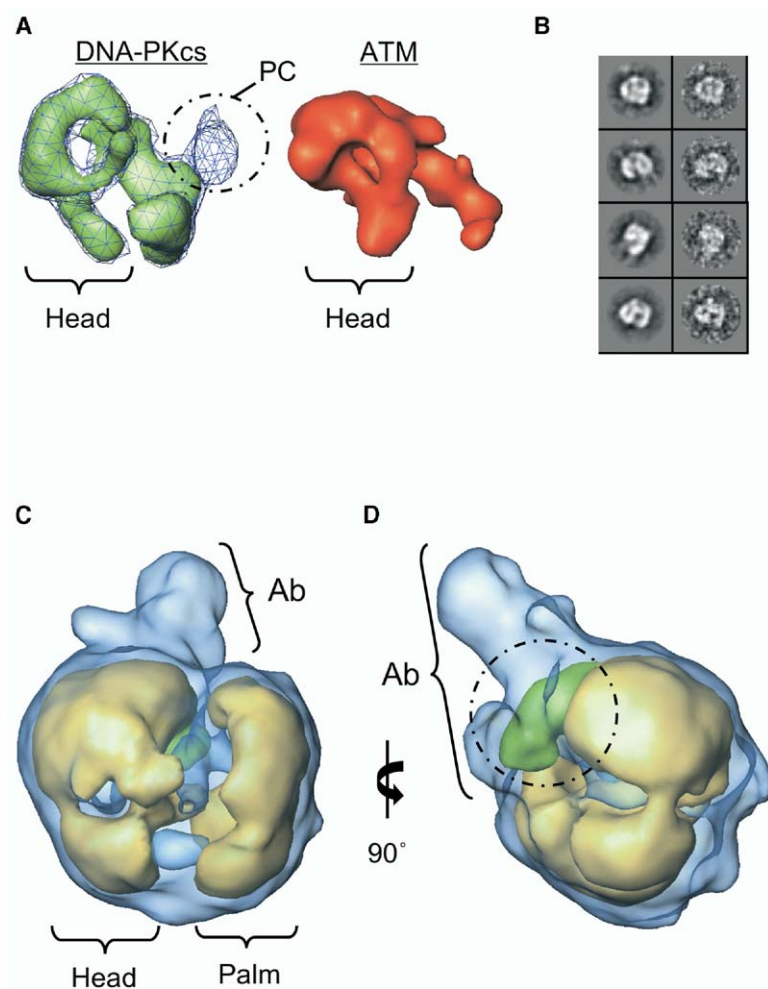 A
DNA-PKcs
PC
ATM
Head
Head
B
C
Ab
Head
Palm
D
Ab
90°